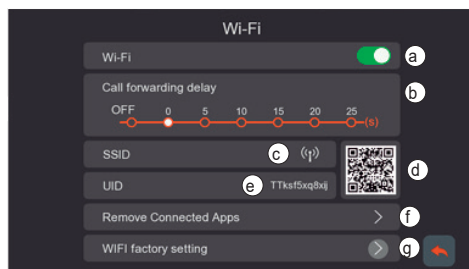 Wi-Fi
Wi-Fi a
Call forwarding delay b
OFF 0 5 10 15 20 25 (s)
SSID c
d
UID e TTksf5xq8xij
Remove Connected Apps f
WIFI factory setting g